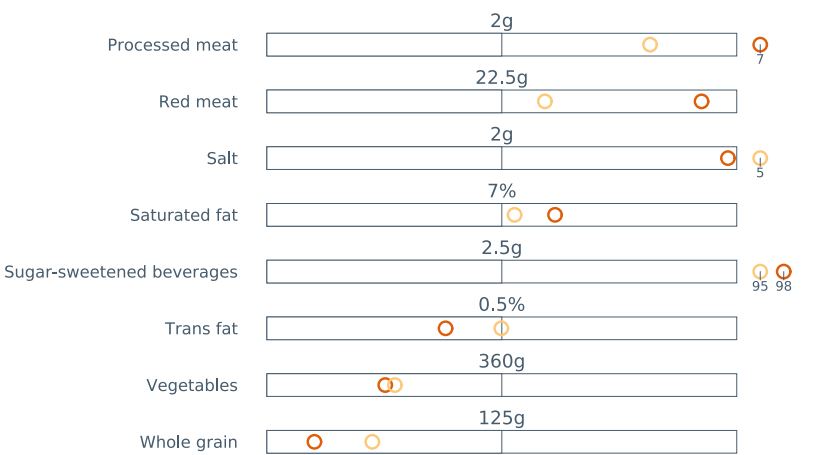 2g
Processed meat
7
22.5g
Red meat
2g
Salt
5
7%
Saturated fat
2.5g
Sugar-sweetened beverages
95 98
0.5%
Trans fat
360g
Vegetables
125g
Whole grain